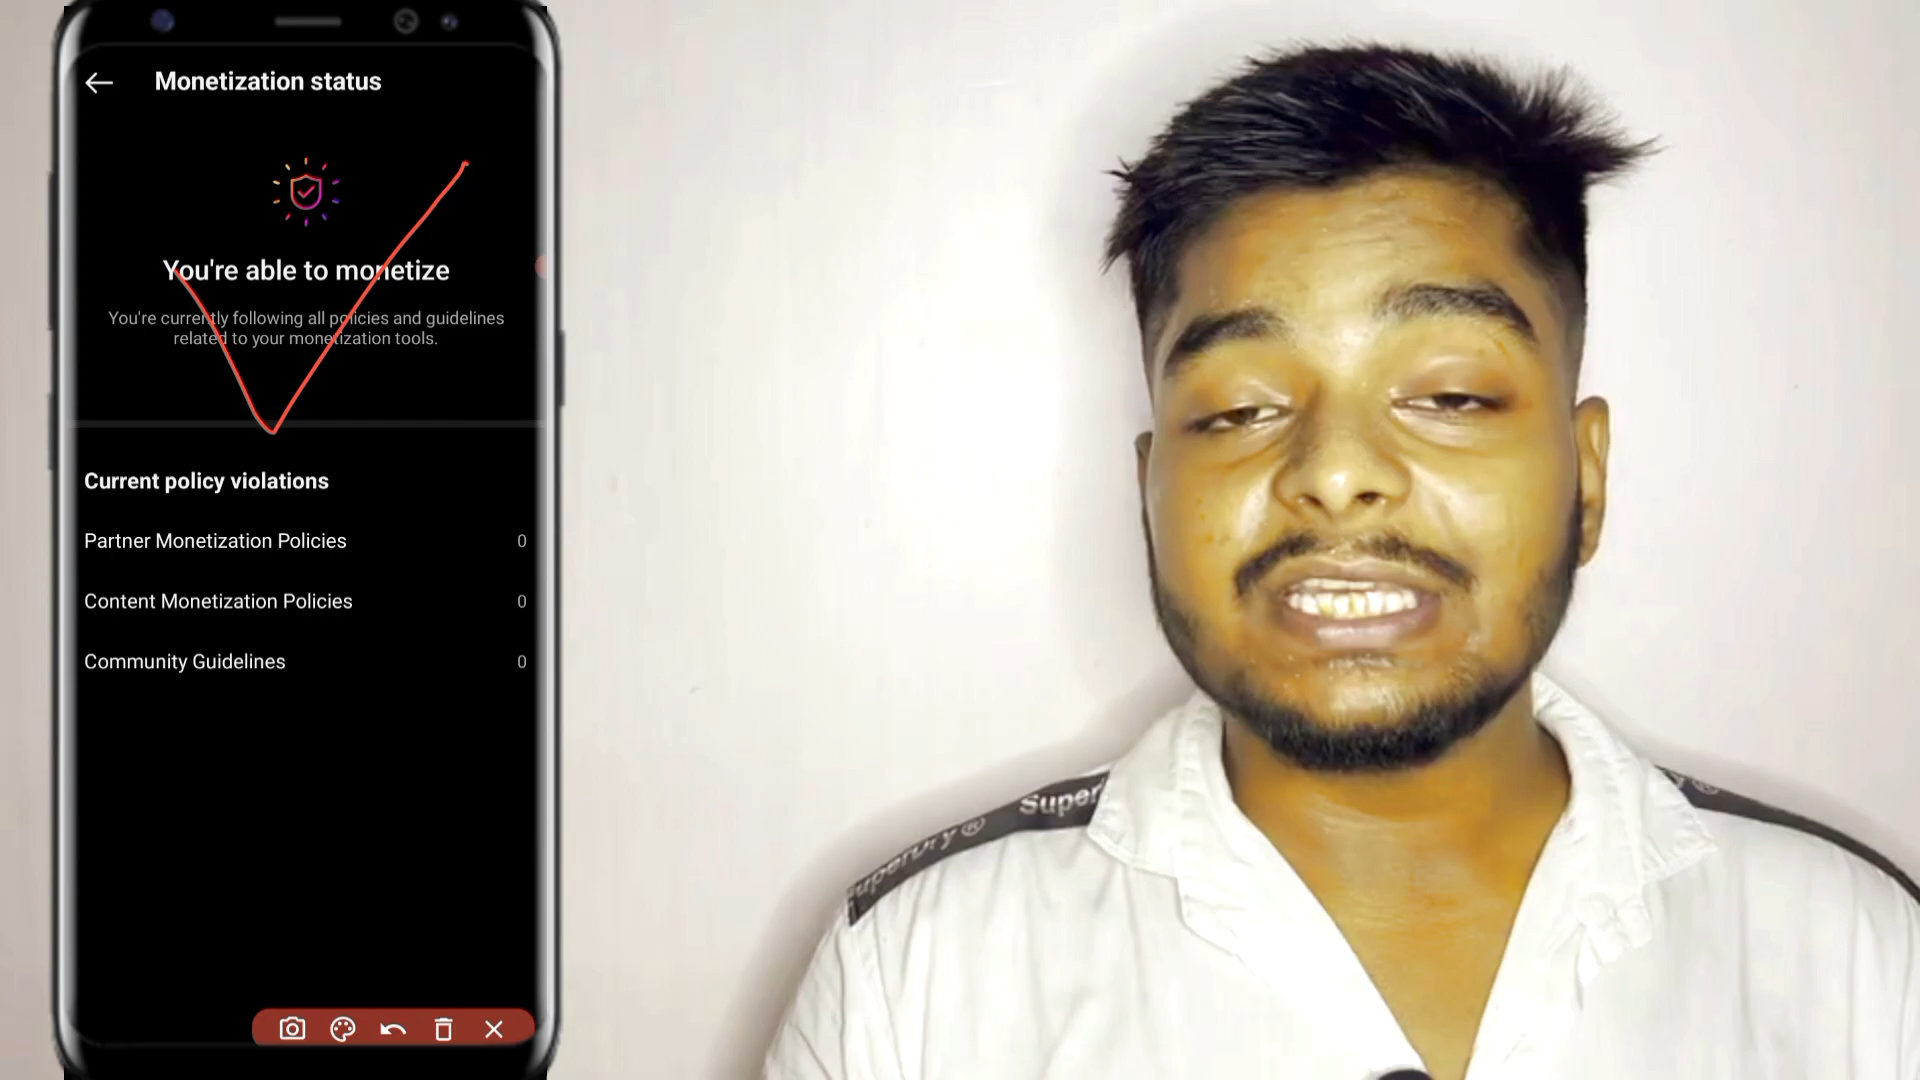 Monetization status
You're able to monetize
You're currently following all policies and guidelines
related to your monetization tools.
Current policy violations
Partner Monetization Policies 0
Content Monetization Policies 0
Community Guidelines 0
Super